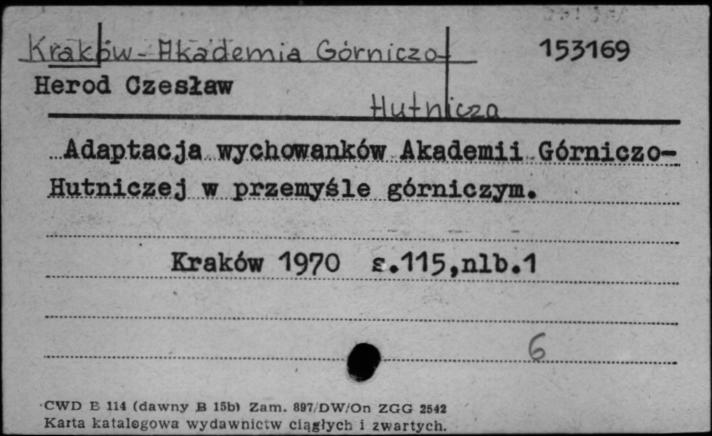 Kraków - Akademia Górniczo-
153169
Herod Czesław
Hutnicza
Adaptacja wychowanków Akademii Górniczo-
Hutniczej w przemyśle górniczym.
Kraków 1970 s.115,nlb.1
6
CWD E 114 (dawny B 15b) Zam. 897/DW/On ZGG 2542
Karta katalogowa wydawnictw ciągłych i zwartych.